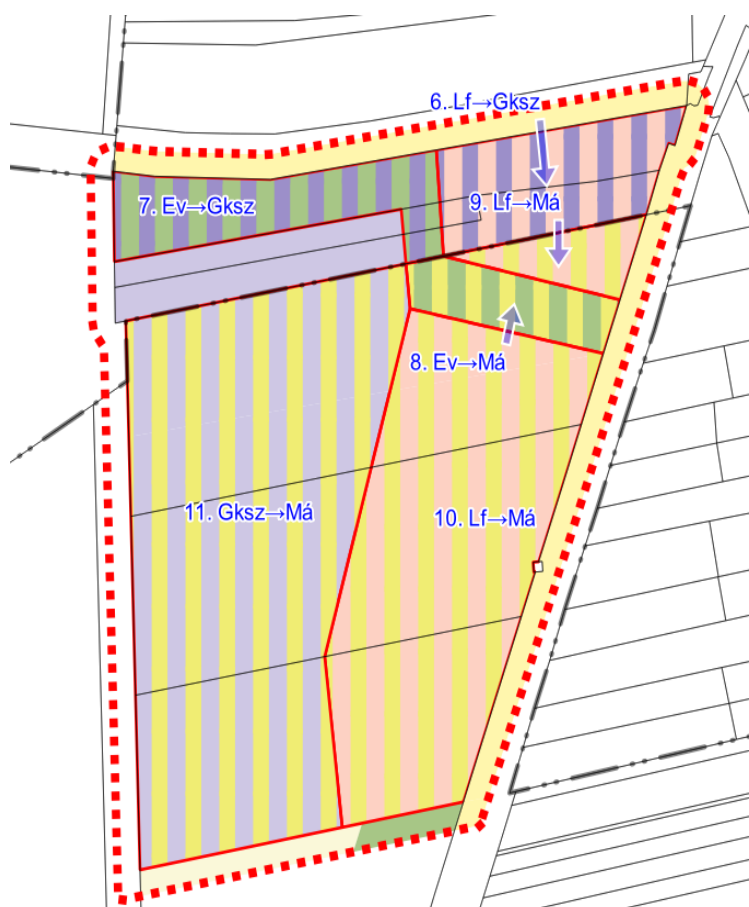 6. Lf→Gksz
7. Ev→Gksz
9. Lf→Má
8. Ev→Má
11. Gksz→Má
10. Lf→Má